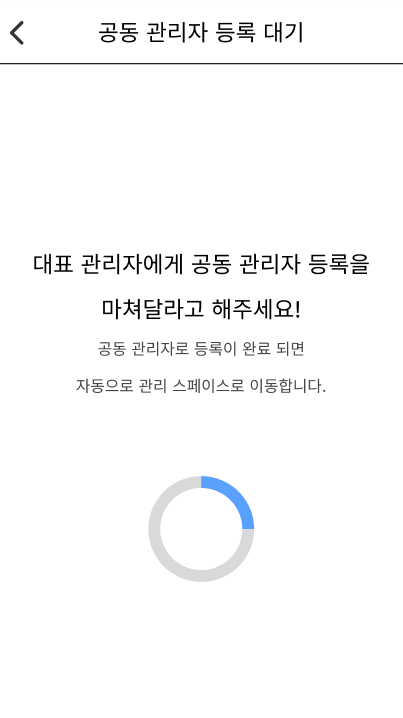 공동 관리자 등록 대기
대표 관리자에게 공동 관리자 등록을
마쳐달라고 해주세요!
공동 관리자로 등록이 완료 되면
자동으로 관리 스페이스로 이동합니다.